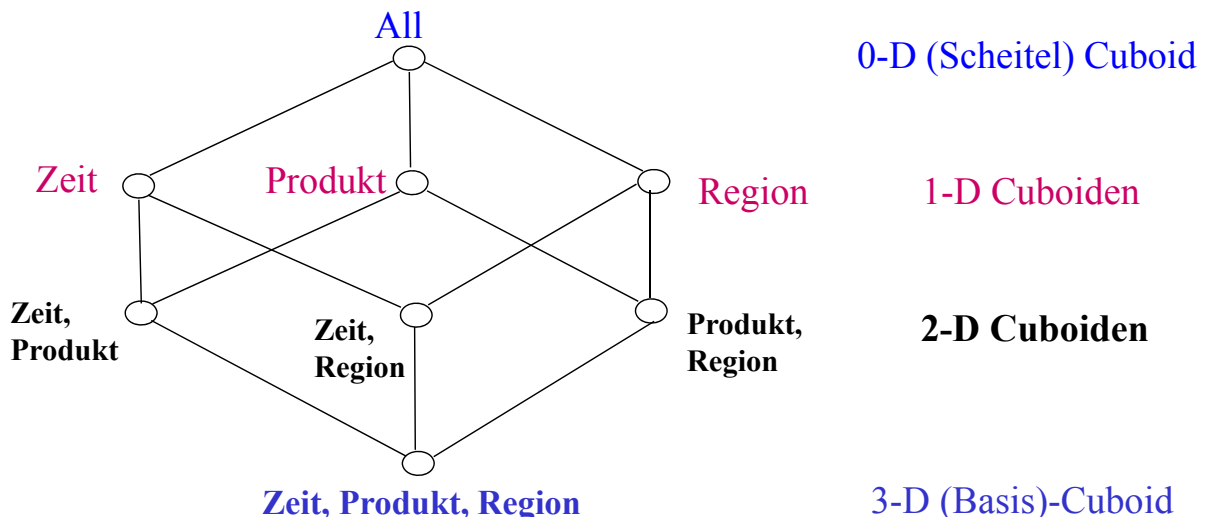 All
0-D (Scheitel) Cuboid
Zeit
Produkt
Region
1-D Cuboiden
Zeit,
Produkt
Zeit,
Region
Produkt,
Region
2-D Cuboiden
Zeit, Produkt, Region
3-D (Basis)-Cuboid